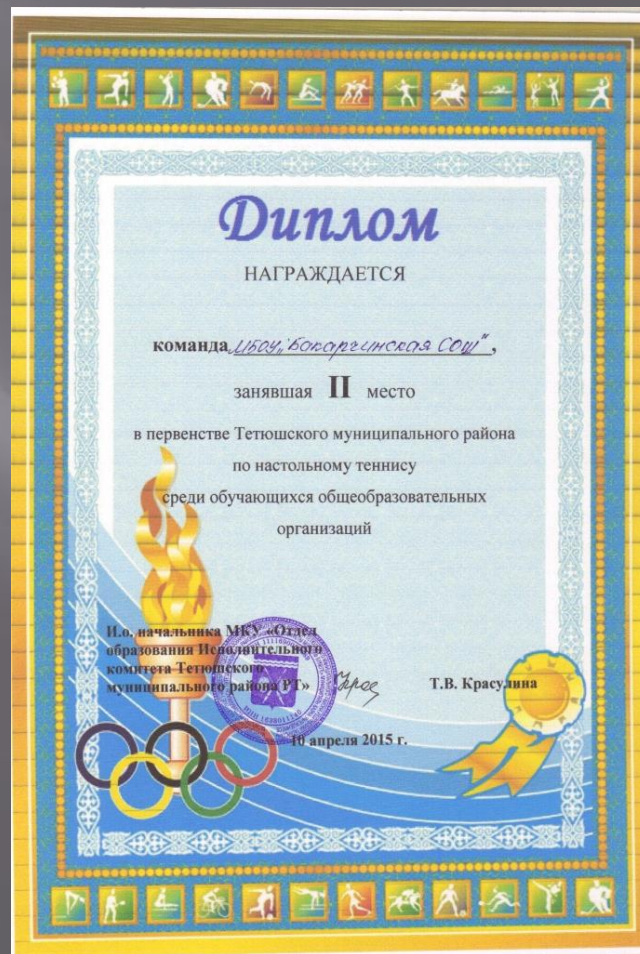 Диплом
НАГРАЖДАЕТСЯ
команда МБОУ „Бакарчинская СОШ",
занявшая II место
в первенстве Тетюшского муниципального района
по настольному теннису
среди обучающихся общеобразовательных
организаций
И.о. начальника МКУ «Отдел
образования Исполнительного
комитета Тетюшского
муниципального района РТ»
Т.В. Красулина
10 апреля 2015 г.